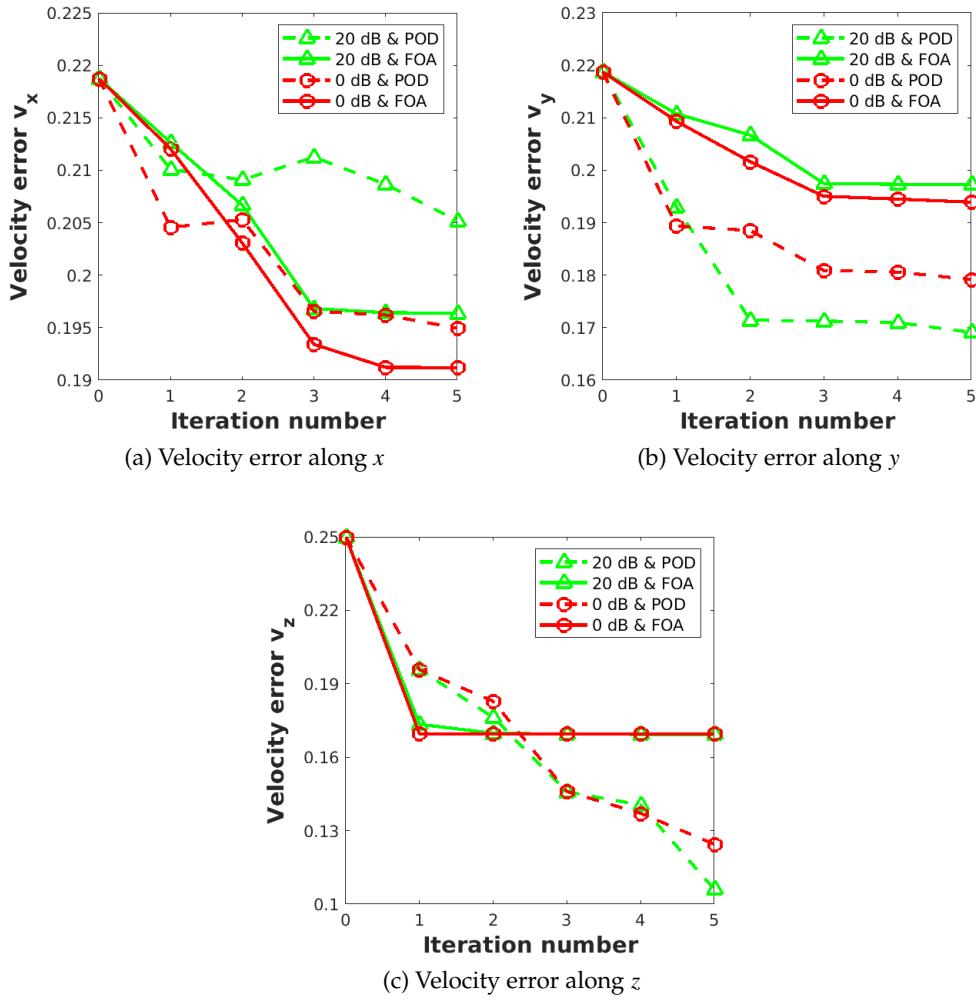 0.225
0.22
0.215
0.21
0.205
0.2
0.195
0.19
Velocity error v_x
20 dB & POD
20 dB & FOA
0 dB & POD
0 dB & FOA
0 1 2 3 4 5
Iteration number
(a) Velocity error along x
0.23
0.22
0.21
0.2
0.19
0.18
0.17
0.16
Velocity error v_y
20 dB & POD
20 dB & FOA
0 dB & POD
0 dB & FOA
0 1 2 3 4 5
Iteration number
(b) Velocity error along y
0.25
0.22
0.19
0.16
0.13
0.1
Velocity error v_z
20 dB & POD
20 dB & FOA
0 dB & POD
0 dB & FOA
0 1 2 3 4 5
Iteration number
(c) Velocity error along z